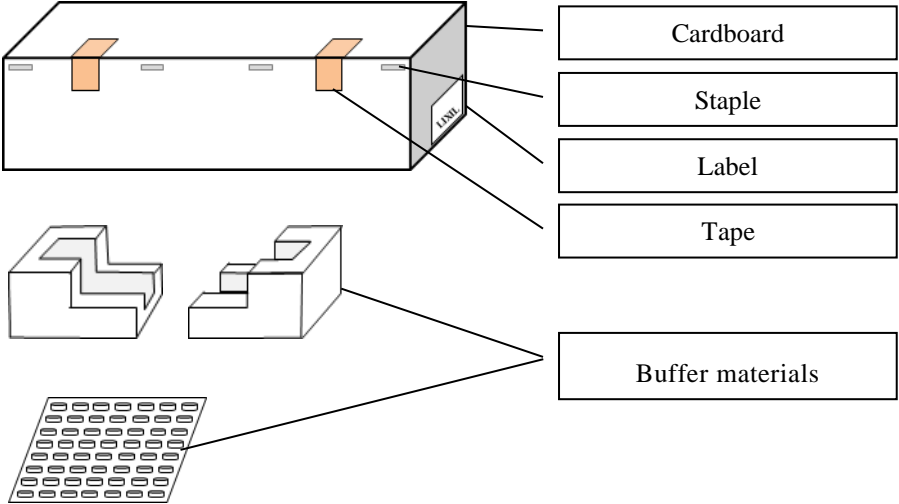 Cardboard
Staple
LIXIL
Label
Tape
Buffer materials